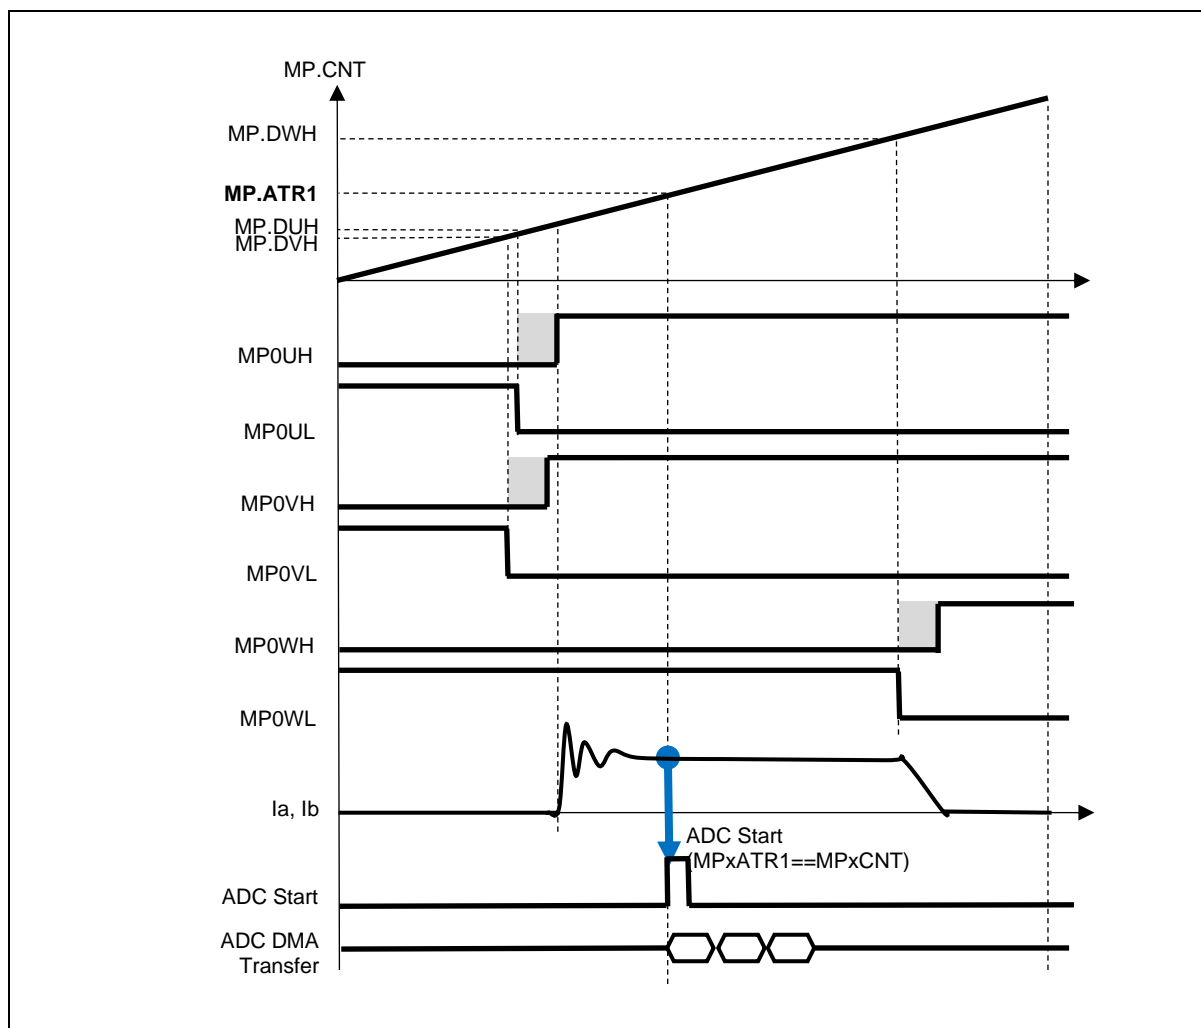 MP.CNT
MP.DWH
MP.ATR1
MP.DUH
MP.DVH
MP0UH
MP0UL
MP0VH
MP0VL
MP0WH
MP0WL
Ia, Ib
ADC Start
(MPxATR1==MPxCNT)
ADC Start
ADC DMA
Transfer